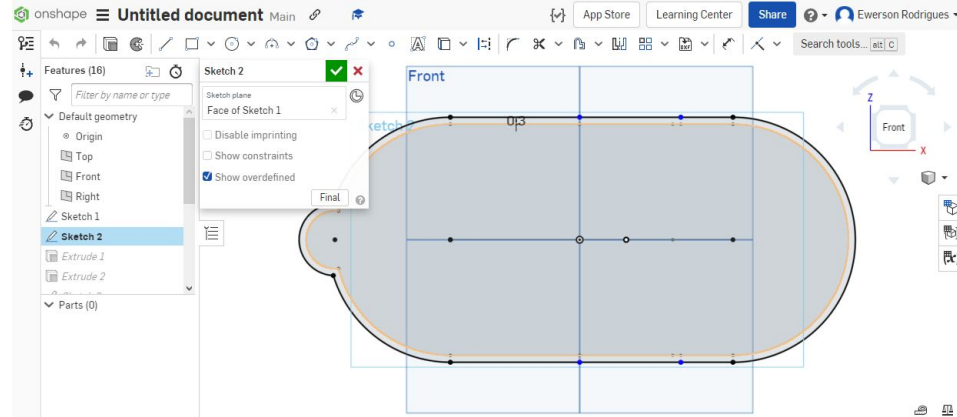 onshape Untitled document Main App Store Learning Center Share Ewerson Rodrigues
Search tools... alt C
Features (16)
Filter by name or type
Default geometry
Origin
Top
Front
Right
Sketch 1
Sketch 2
Extrude 1
Extrude 2
Parts (0)
Sketch 2
Sketch plane
Face of Sketch 1
Disable imprinting
Show constraints
Show overdefined
Final
Front
0,3
Z
Front
X